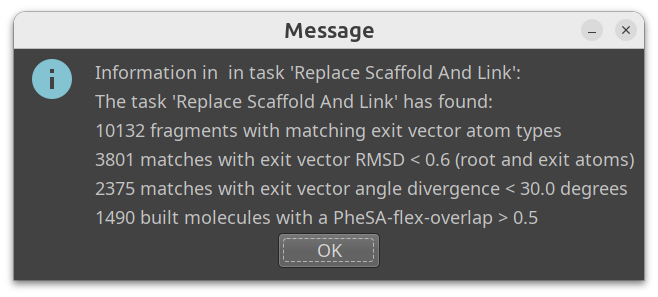 Message
Information in  in task 'Replace Scaffold And Link':
The task 'Replace Scaffold And Link' has found:
10132 fragments with matching exit vector atom types
3801 matches with exit vector RMSD < 0.6 (root and exit atoms)
2375 matches with exit vector angle divergence < 30.0 degrees
1490 built molecules with a PheSA-flex-overlap > 0.5
OK